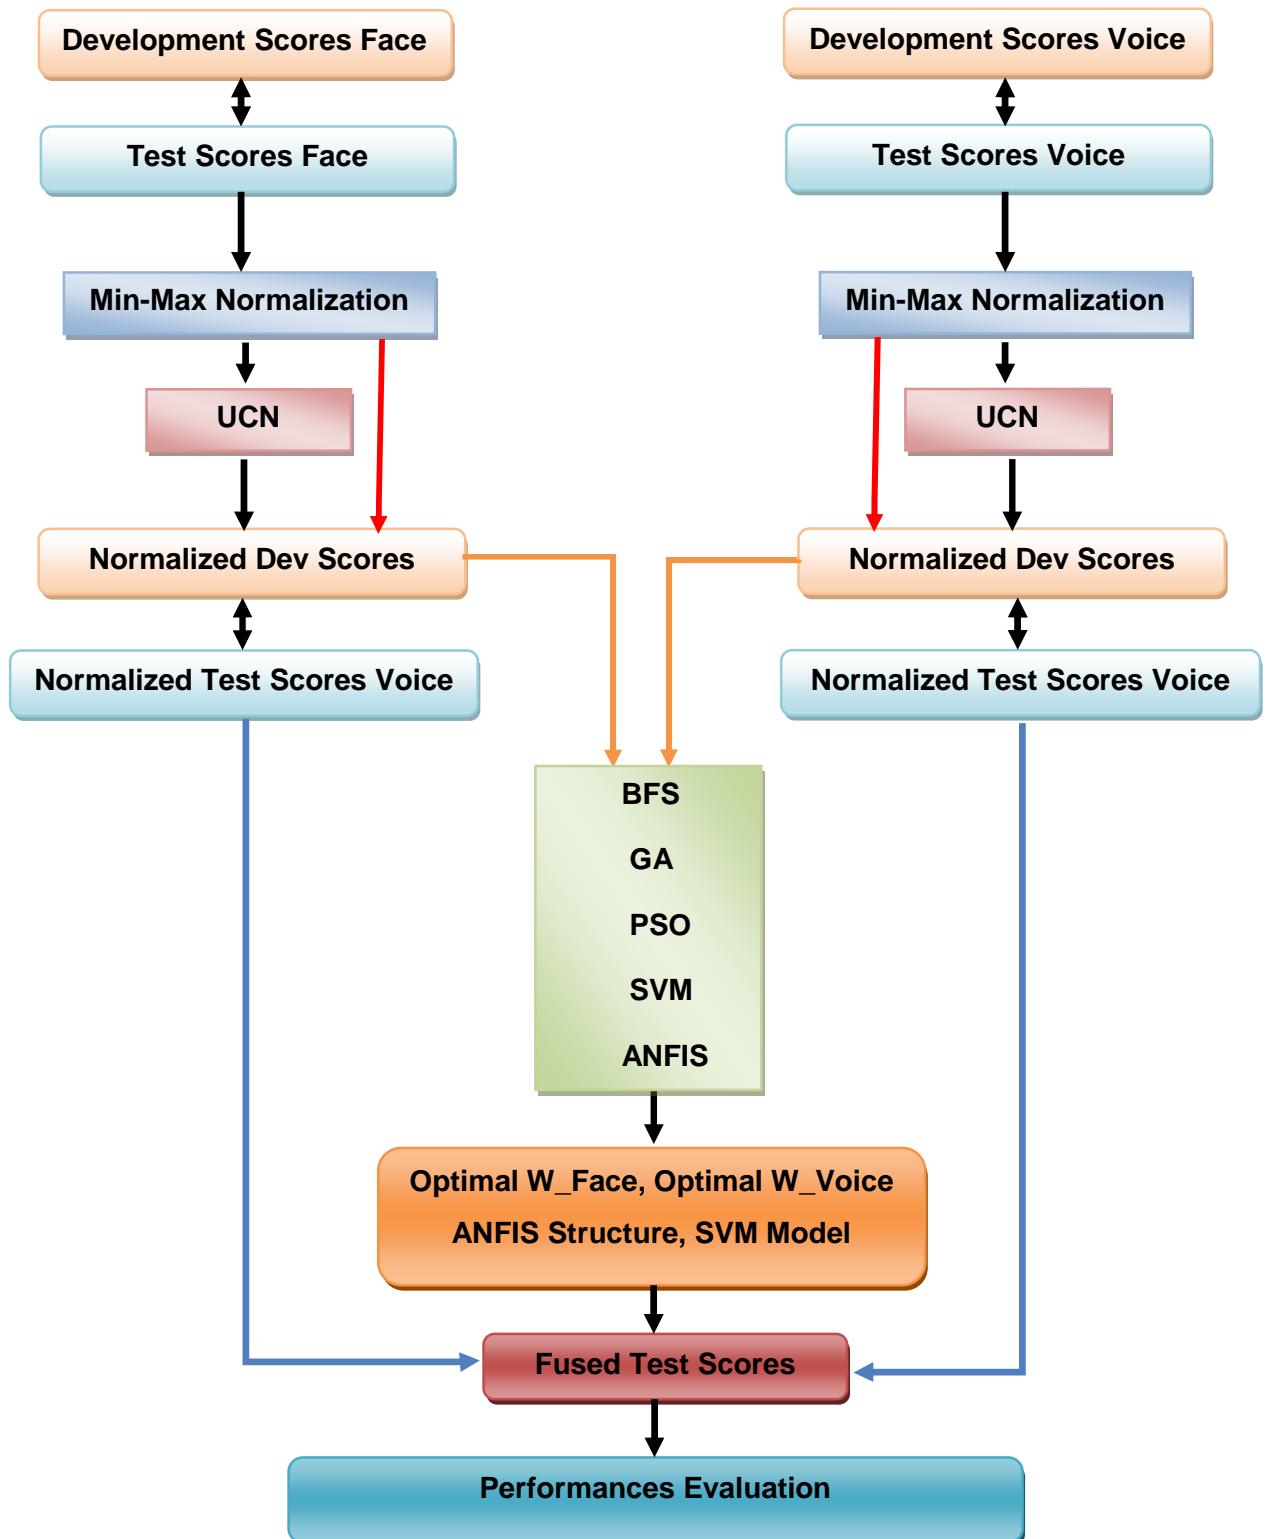 Development Scores Face
Development Scores Voice
Test Scores Face
Test Scores Voice
Min-Max Normalization
Min-Max Normalization
UCN
UCN
Normalized Dev Scores
Normalized Dev Scores
Normalized Test Scores Voice
Normalized Test Scores Voice
BFS
GA
PSO
SVM
ANFIS
Optimal W_Face, Optimal W_Voice
ANFIS Structure, SVM Model
Fused Test Scores
Performances Evaluation